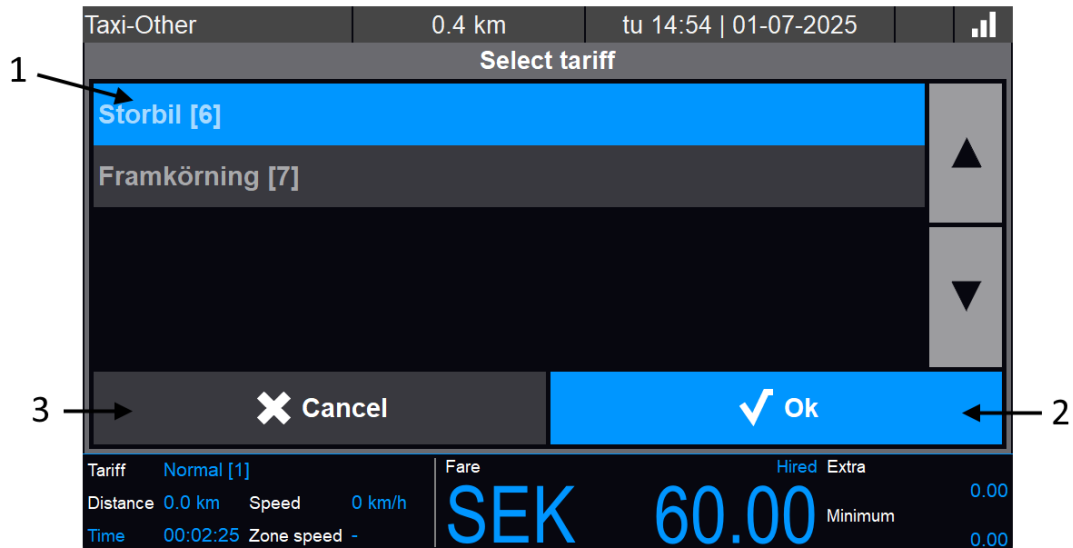 Taxi-Other 0.4 km tu 14:54 | 01-07-2025
Select tariff
1
Storbil [6]
Framkörning [7]
3 Cancel Ok 2
Tariff Normal [1] Fare Hired Extra
Distance 0.0 km Speed 0 km/h SEK 60.00 0.00
Minimum
Time 00:02:25 Zone speed - 0.00